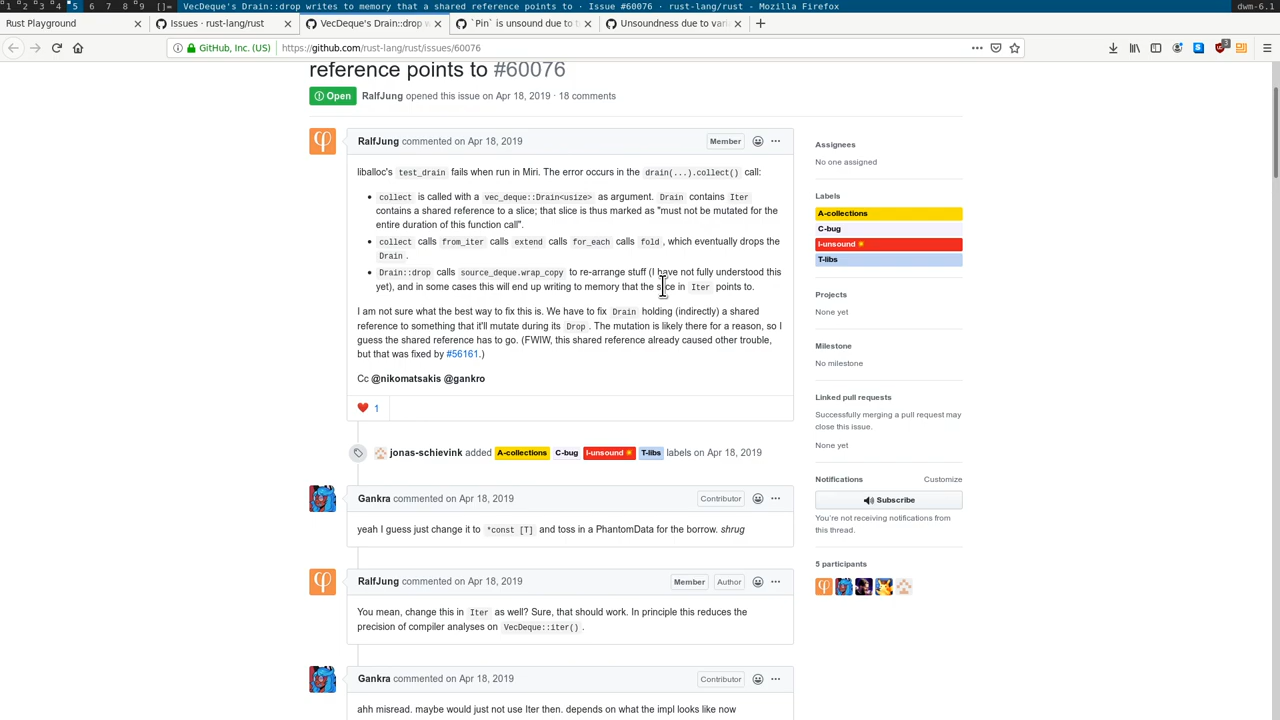 1 2 3 4 5 6 7 8 9 []= VecDeque's Drain::drop writes to memory that a shared reference points to · Issue #60076 · rust-lang/rust - Mozilla Firefox dwm-6.1
Rust Playground
Issues · rust-lang/rust
VecDeque's Drain::drop w
`Pin` is unsound due to t
Unsoundness due to vari
GitHub, Inc. (US) https://github.com/rust-lang/rust/issues/60076
reference points to #60076
Open RalfJung opened this issue on Apr 18, 2019 · 18 comments
RalfJung commented on Apr 18, 2019 Member
liballoc's test_drain fails when run in Miri. The error occurs in the drain(...).collect() call:
• collect is called with a vec_deque::Drain<usize> as argument. Drain contains Iter
contains a shared reference to a slice; that slice is thus marked as "must not be mutated for the
entire duration of this function call".
• collect calls from_iter calls extend calls for_each calls fold , which eventually drops the
Drain .
• Drain::drop calls source_deque.wrap_copy to re-arrange stuff (I have not fully understood this
yet), and in some cases this will end up writing to memory that the slice in Iter points to.
I am not sure what the best way to fix this is. We have to fix Drain holding (indirectly) a shared
reference to something that it'll mutate during its Drop . The mutation is likely there for a reason, so I
guess the shared reference has to go. (FWIW, this shared reference already caused other trouble,
but that was fixed by #56161.)
Cc @nikomatsakis @gankro
❤️ 1
jonas-schievink added A-collections C-bug I-unsound T-libs labels on Apr 18, 2019
Gankra commented on Apr 18, 2019 Contributor
yeah I guess just change it to *const [T] and toss in a PhantomData for the borrow. shrug
RalfJung commented on Apr 18, 2019 Member Author
You mean, change this in Iter as well? Sure, that should work. In principle this reduces the
precision of compiler analyses on VecDeque::iter() .
Gankra commented on Apr 18, 2019 Contributor
ahh misread. maybe would just not use Iter then. depends on what the impl looks like now
Assignees
No one assigned
Labels
A-collections
C-bug
I-unsound
T-libs
Projects
None yet
Milestone
No milestone
Linked pull requests
Successfully merging a pull request may
close this issue.
None yet
Notifications Customize
Subscribe
You're not receiving notifications from
this thread.
5 participants